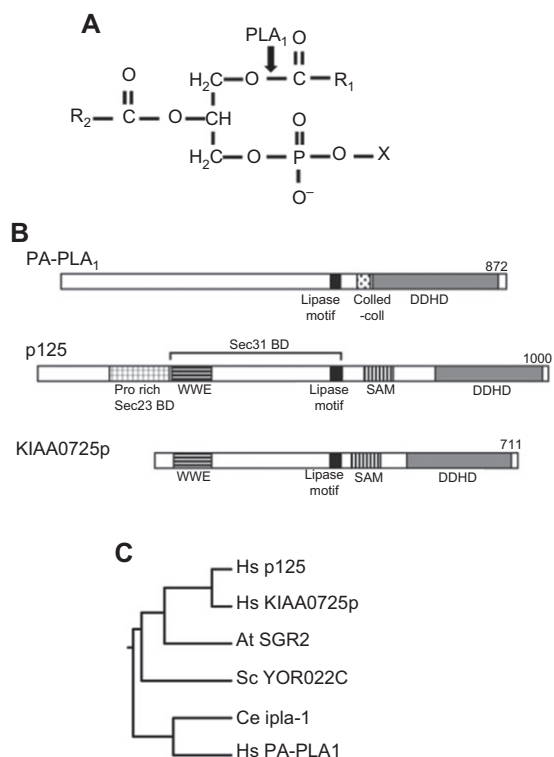 A
PLA₁
O
O
H₂C O C R₁
R₂ C O CH
O
H₂C O P O X
O⁻
B
PA-PLA₁
872
Lipase motif
Colled -coll
DDHD
p125
Sec31 BD
1000
Pro rich
Sec23 BD
WWE
Lipase
motif
SAM
DDHD
KIAA0725p
711
WWE
Lipase
motif
SAM
DDHD
C
Hs p125
Hs KIAA0725p
At SGR2
Sc YOR022C
Ce ipla-1
Hs PA-PLA1